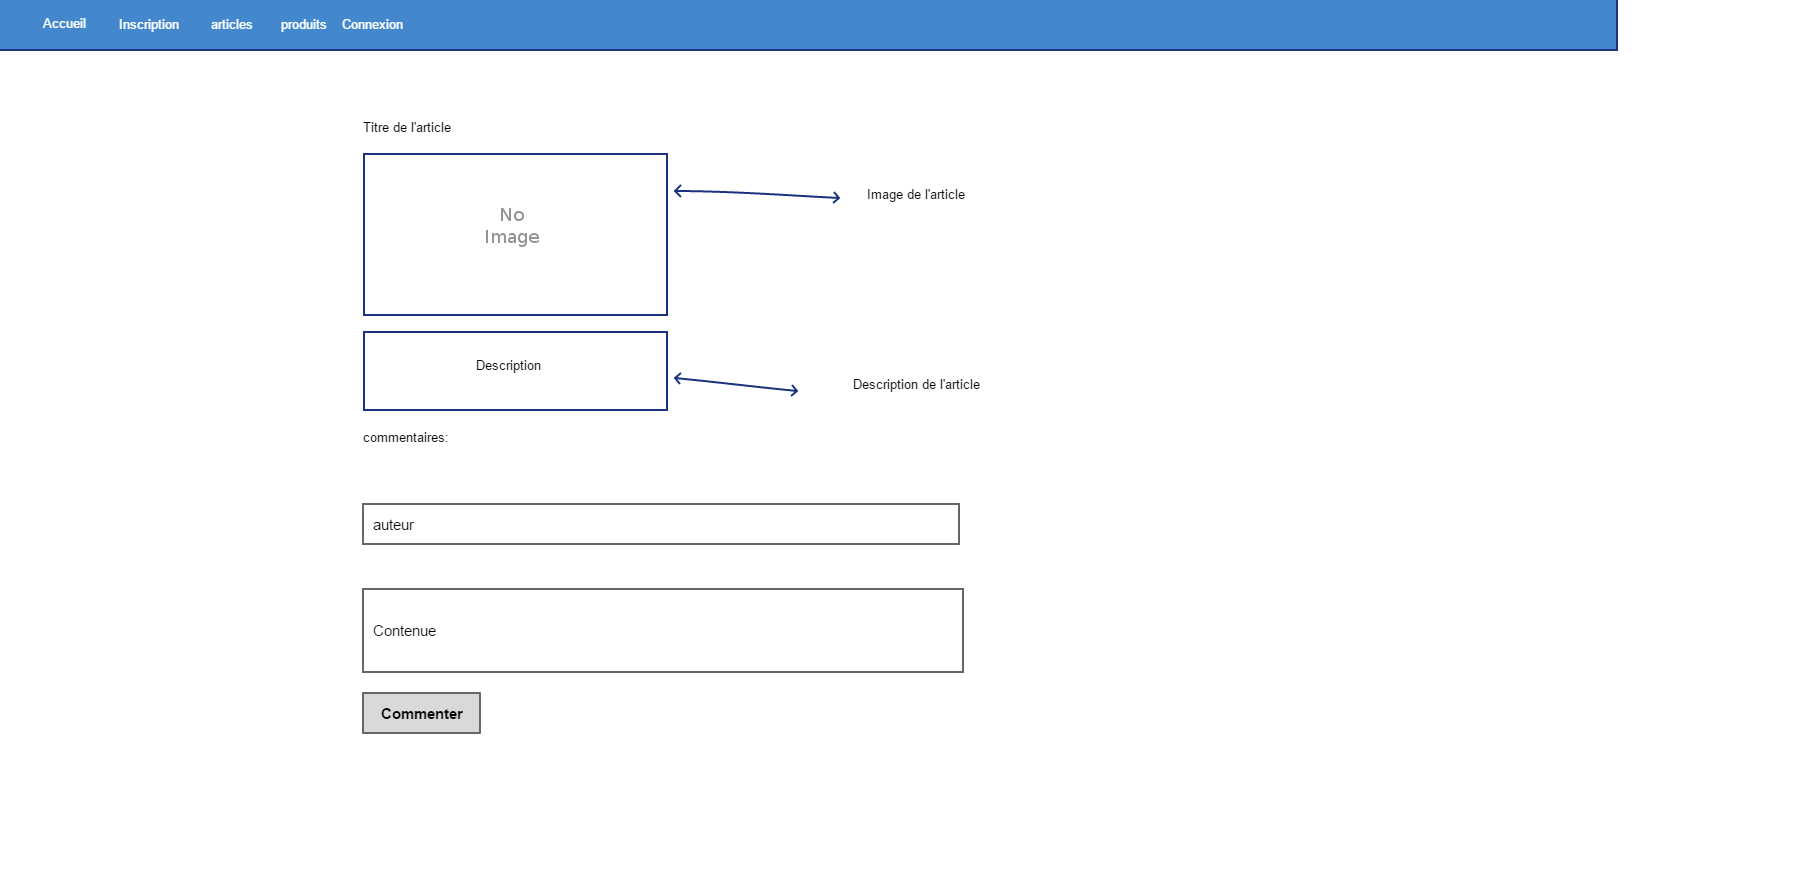 Accueil Inscription articles produits Connexion
Titre de l'article
No
Image
Image de l'article
Description
Description de l'article
commentaires:
auteur
Contenue
Commenter